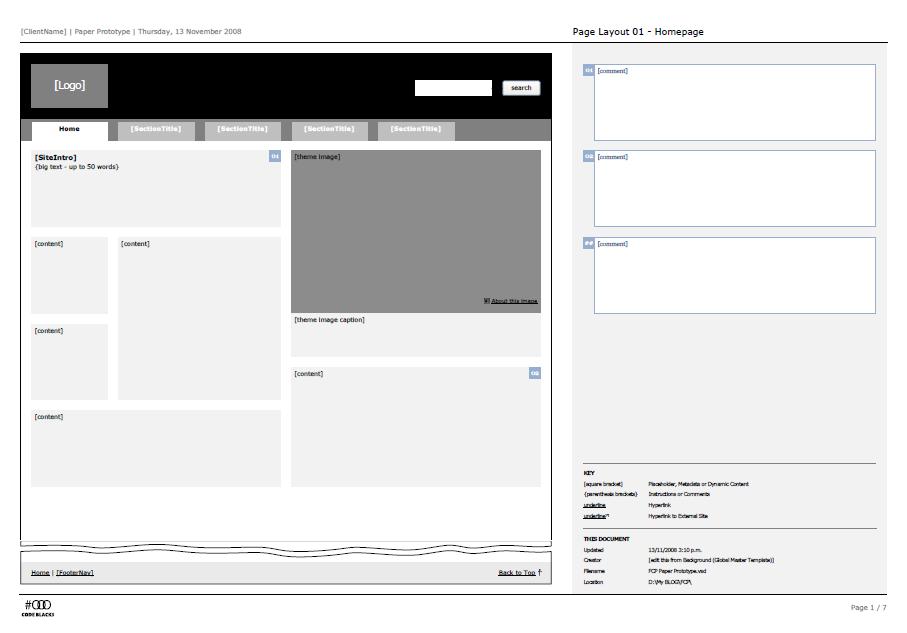 [ClientName] | Paper Prototype | Thursday, 13 November 2008
Page Layout 01 - Homepage
[Logo]
search
Home
[SectionTitle]
[SectionTitle]
[SectionTitle]
[SectionTitle]
[SiteIntro]
{big text - up to 50 words}
01
[theme image]
About this image
[theme image caption]
[content]
[content]
[content]
[content]
[content]
02
Home | [FooterNav]
Back to Top ↑
01
[comment]
02
[comment]
##
[comment]
KEY
[square bracket] Placeholder, Metadata or Dynamic Content
{parenthesis brackets} Instructions or Comments
underline Hyperlink
underline Hyperlink to External Site
THIS DOCUMENT
Updated 13/11/2008 3:10 p.m.
Creator [edit this from Background (Global Master Template)]
Filename FCP Paper Prototype.vsd
Location D:\My BLOG\FCP\
#000
CODE BLACKS
Page 1 / 7